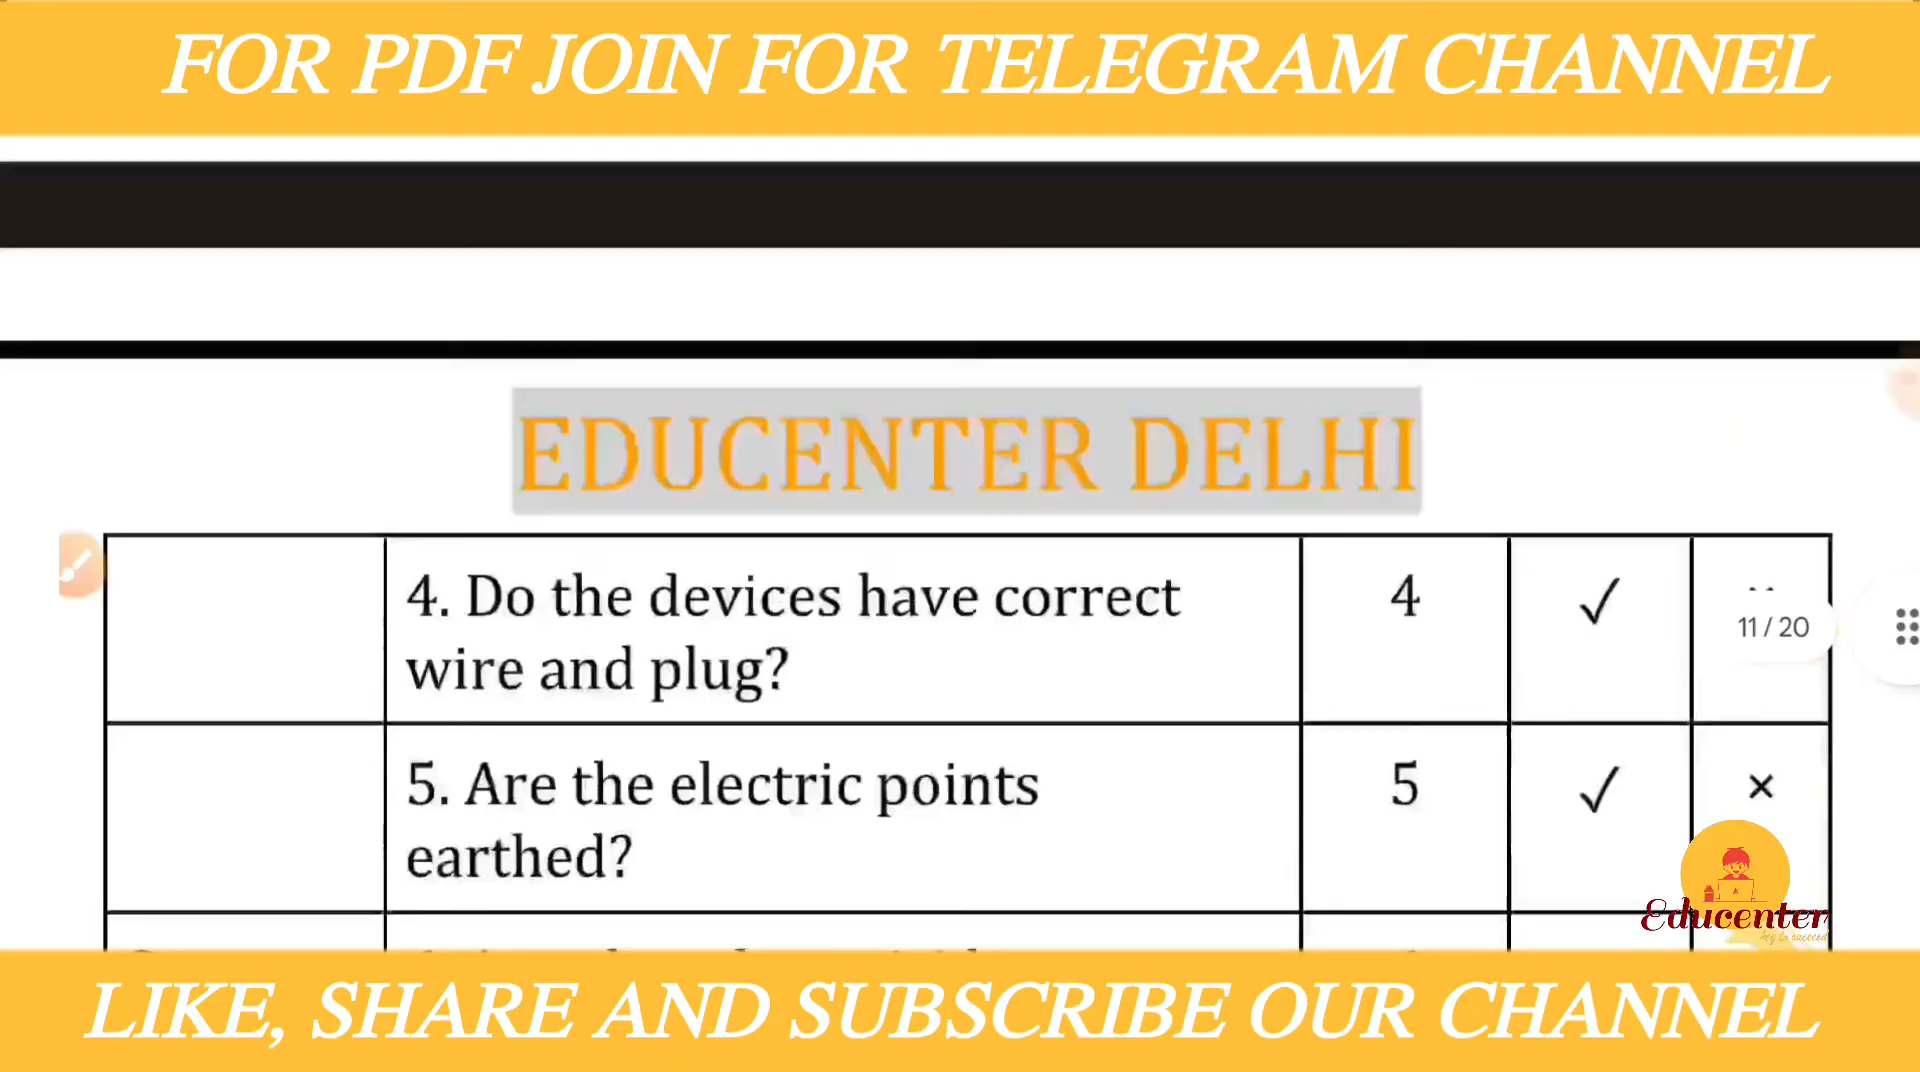 FOR PDF JOIN FOR TELEGRAM CHANNEL
EDUCENTER DELHI
4. Do the devices have correct 4 ✓
wire and plug?
11 / 20
5. Are the electric points 5 ✓ ×
earthed?
Educenter
LIKE, SHARE AND SUBSCRIBE OUR CHANNEL